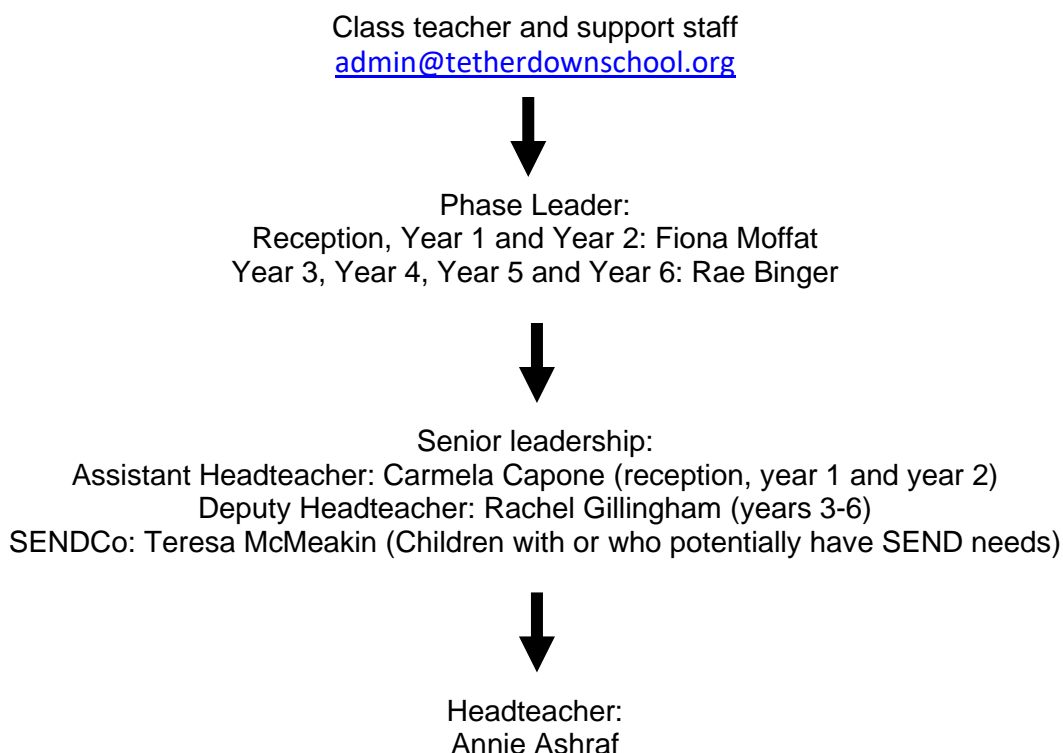 Class teacher and support staff
admin@tetherdownschool.org
Phase Leader:
Reception, Year 1 and Year 2: Fiona Moffat
Year 3, Year 4, Year 5 and Year 6: Rae Binger
Senior leadership:
Assistant Headteacher: Carmela Capone (reception, year 1 and year 2)
Deputy Headteacher: Rachel Gillingham (years 3-6)
SENDCo: Teresa McMeakin (Children with or who potentially have SEND needs)
Headteacher:
Annie Ashraf